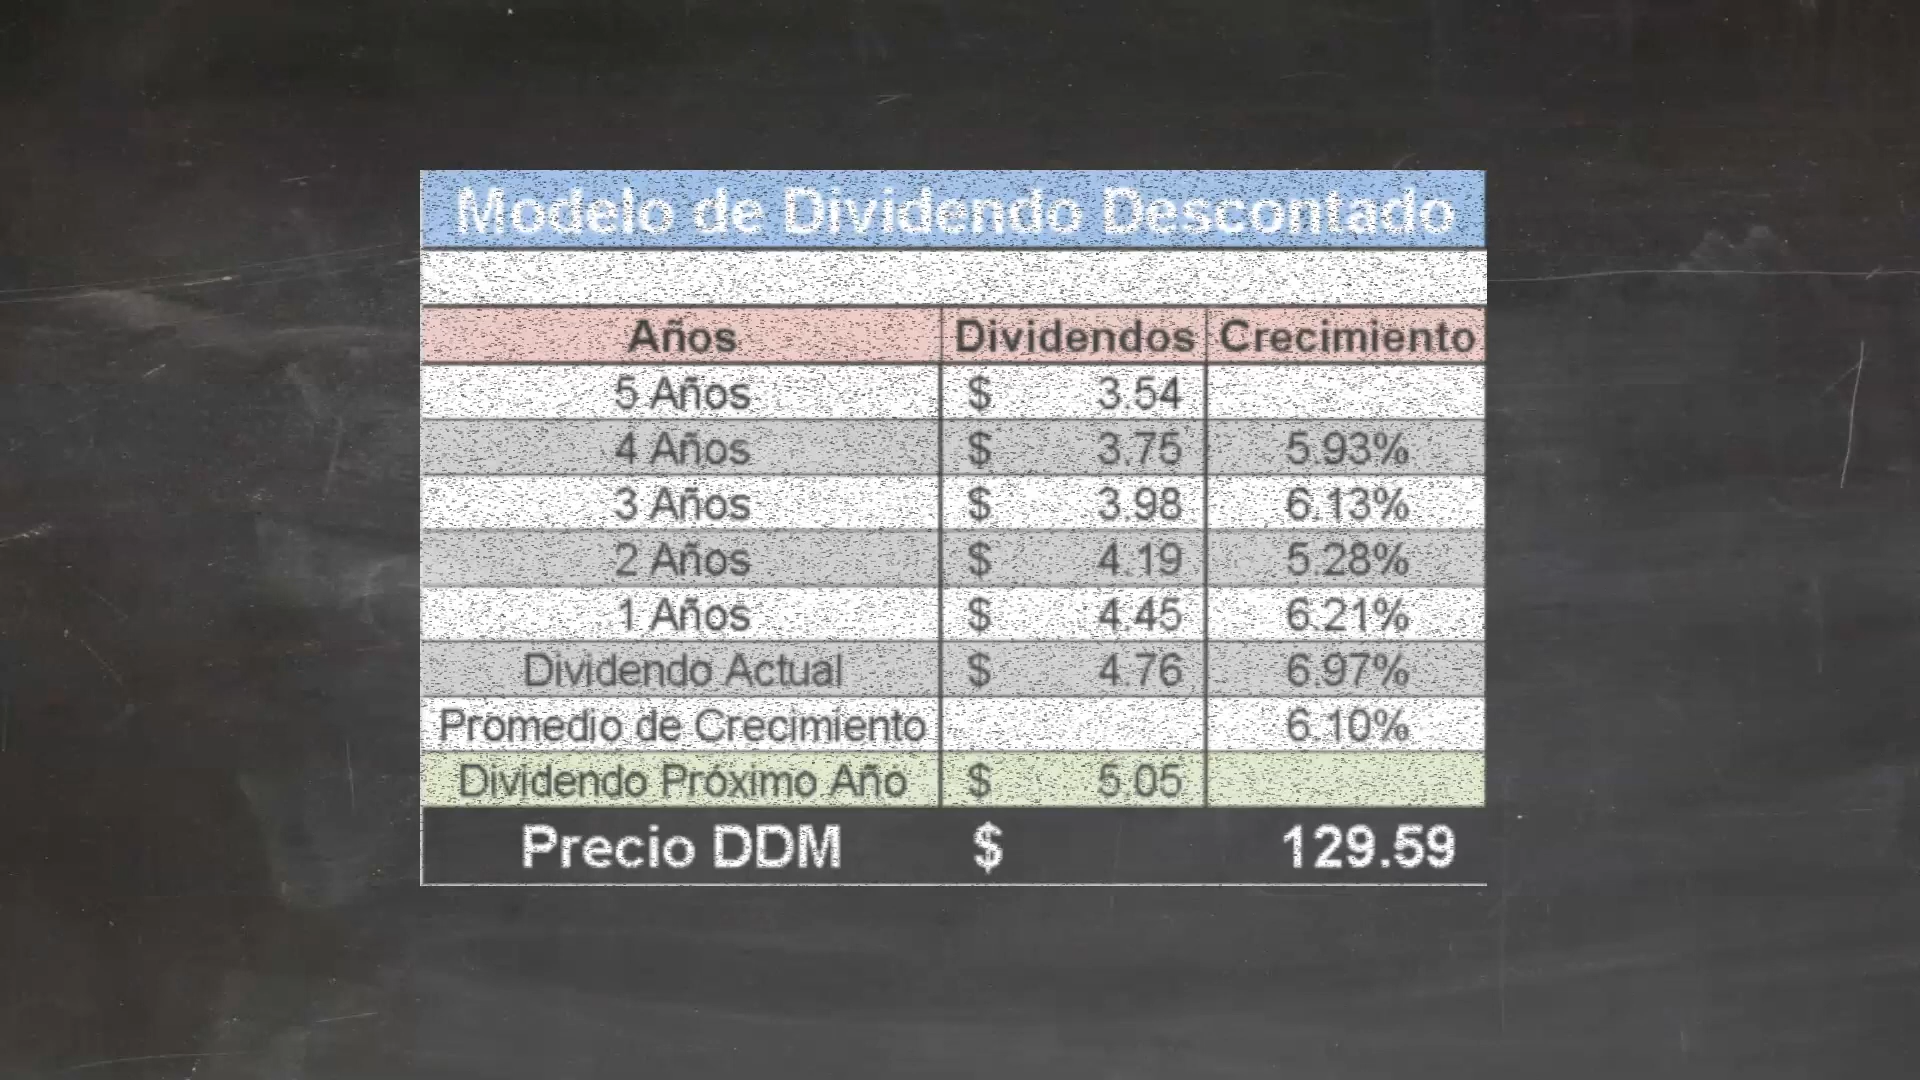 Modelo de Dividendo Descontado
Años Dividendos Crecimiento
5 Años $ 3.54
4 Años $ 3.75 5.93%
3 Años $ 3.98 6.13%
2 Años $ 4.19 5.28%
1 Años $ 4.45 6.21%
Dividendo Actual $ 4.76 6.97%
Promedio de Crecimiento 6.10%
Dividendo Próximo Año $ 5.05
Precio DDM $ 129.59